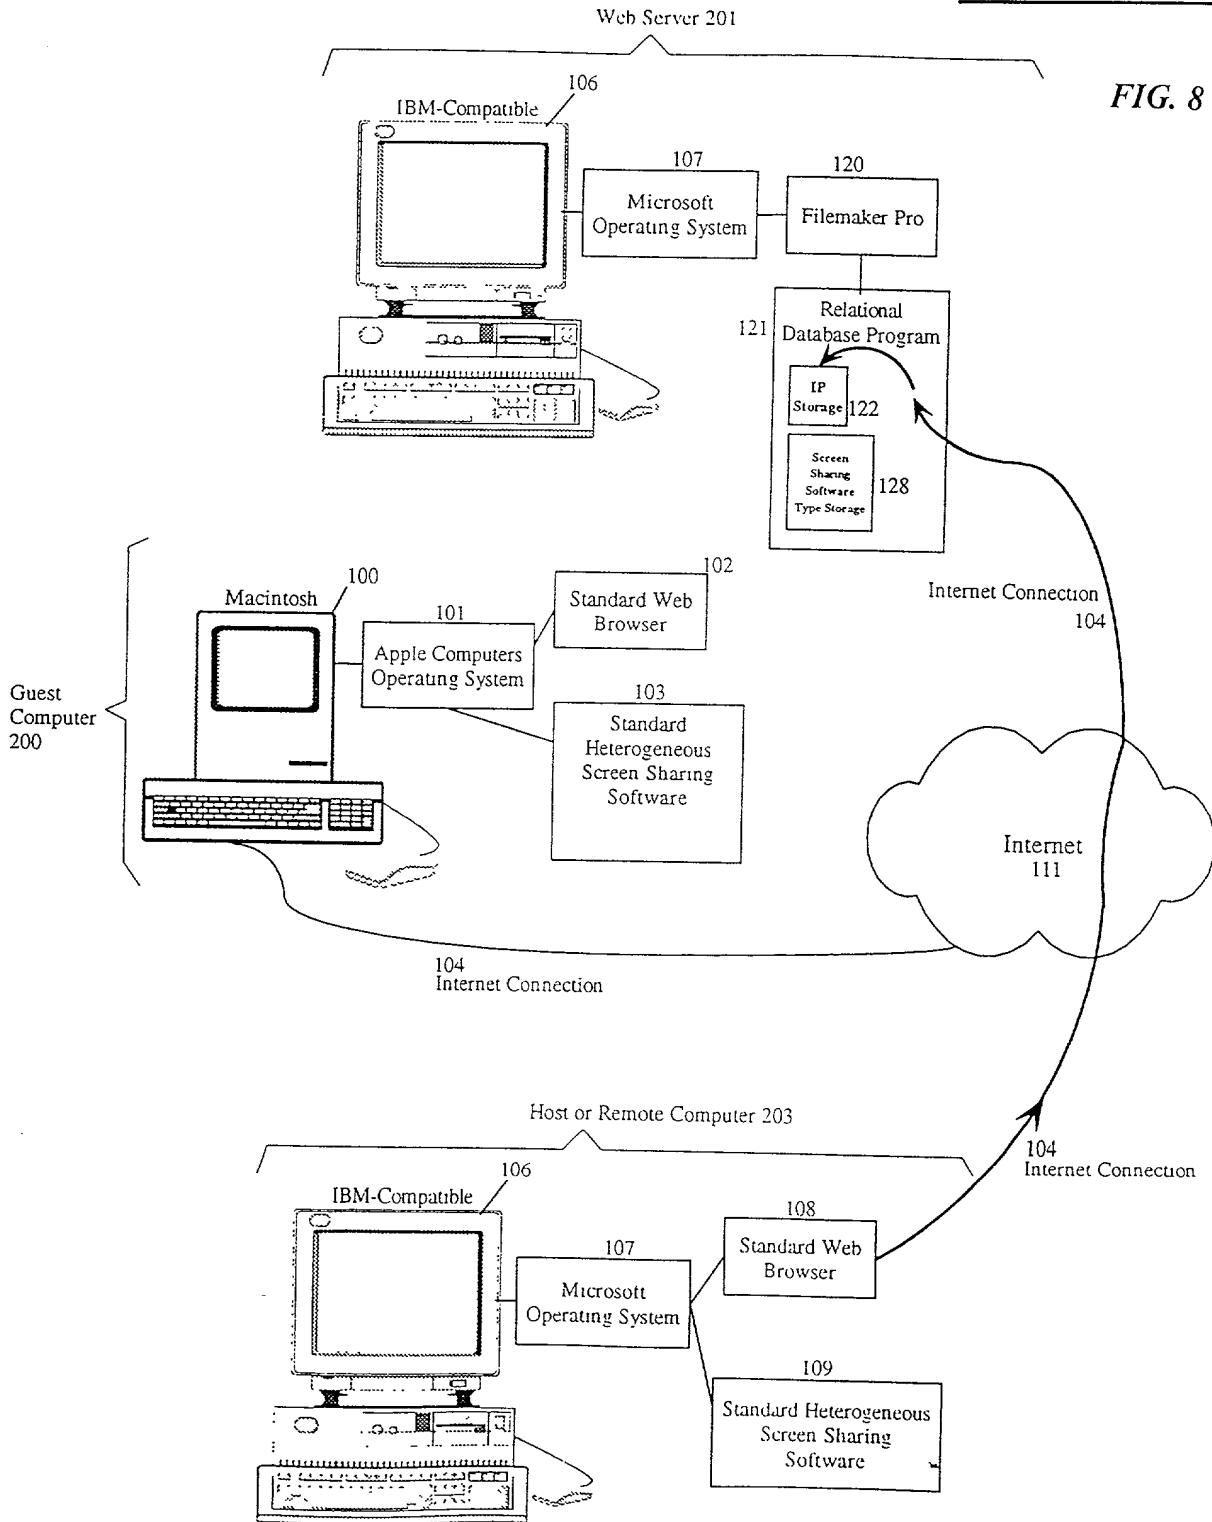 Web Server 201
FIG. 8
106
IBM-Compatible
107
Microsoft
Operating System
120
Filemaker Pro
121
Relational
Database Program
IP
Storage
122
Screen
Sharing
Software
Type Storage
128
Internet Connection
104
Guest
Computer
200
100
Macintosh
101
Apple Computers
Operating System
102
Standard Web
Browser
103
Standard
Heterogeneous
Screen Sharing
Software
Internet
111
104
Internet Connection
Host or Remote Computer 203
104
Internet Connection
106
IBM-Compatible
107
Microsoft
Operating System
108
Standard Web
Browser
109
Standard Heterogeneous
Screen Sharing
Software